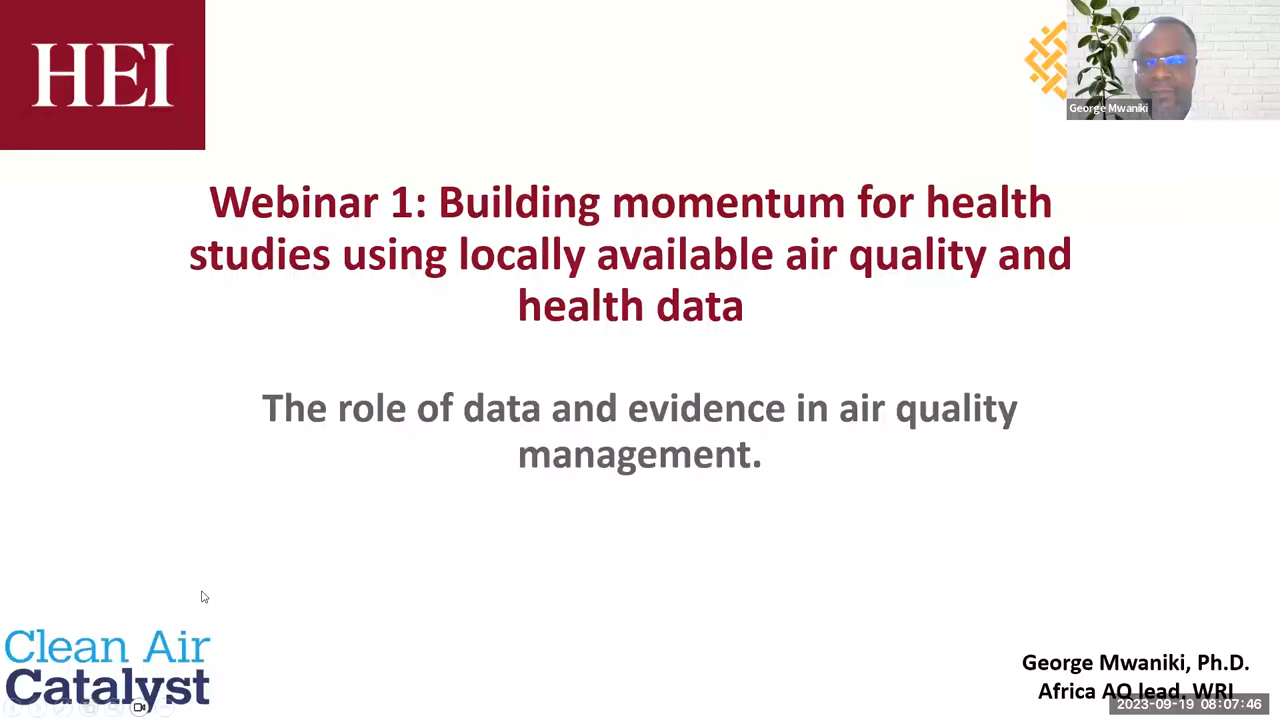 HEI
George Mwaniki
Webinar 1: Building momentum for health
studies using locally available air quality and
health data
The role of data and evidence in air quality
management.
Clean Air
Catalyst
George Mwaniki, Ph.D.
Africa AQ lead, WRI
2023-09-19 08:07:46